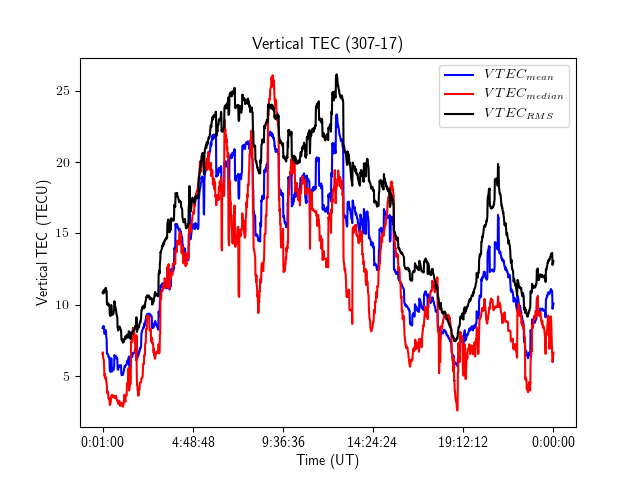 Vertical TEC (307-17)
VTEC_mean
VTEC_median
VTEC_RMS
Vertical TEC (TECU)
25
20
15
10
5
0:01:00 4:48:48 9:36:36 14:24:24 19:12:12 0:00:00
Time (UT)